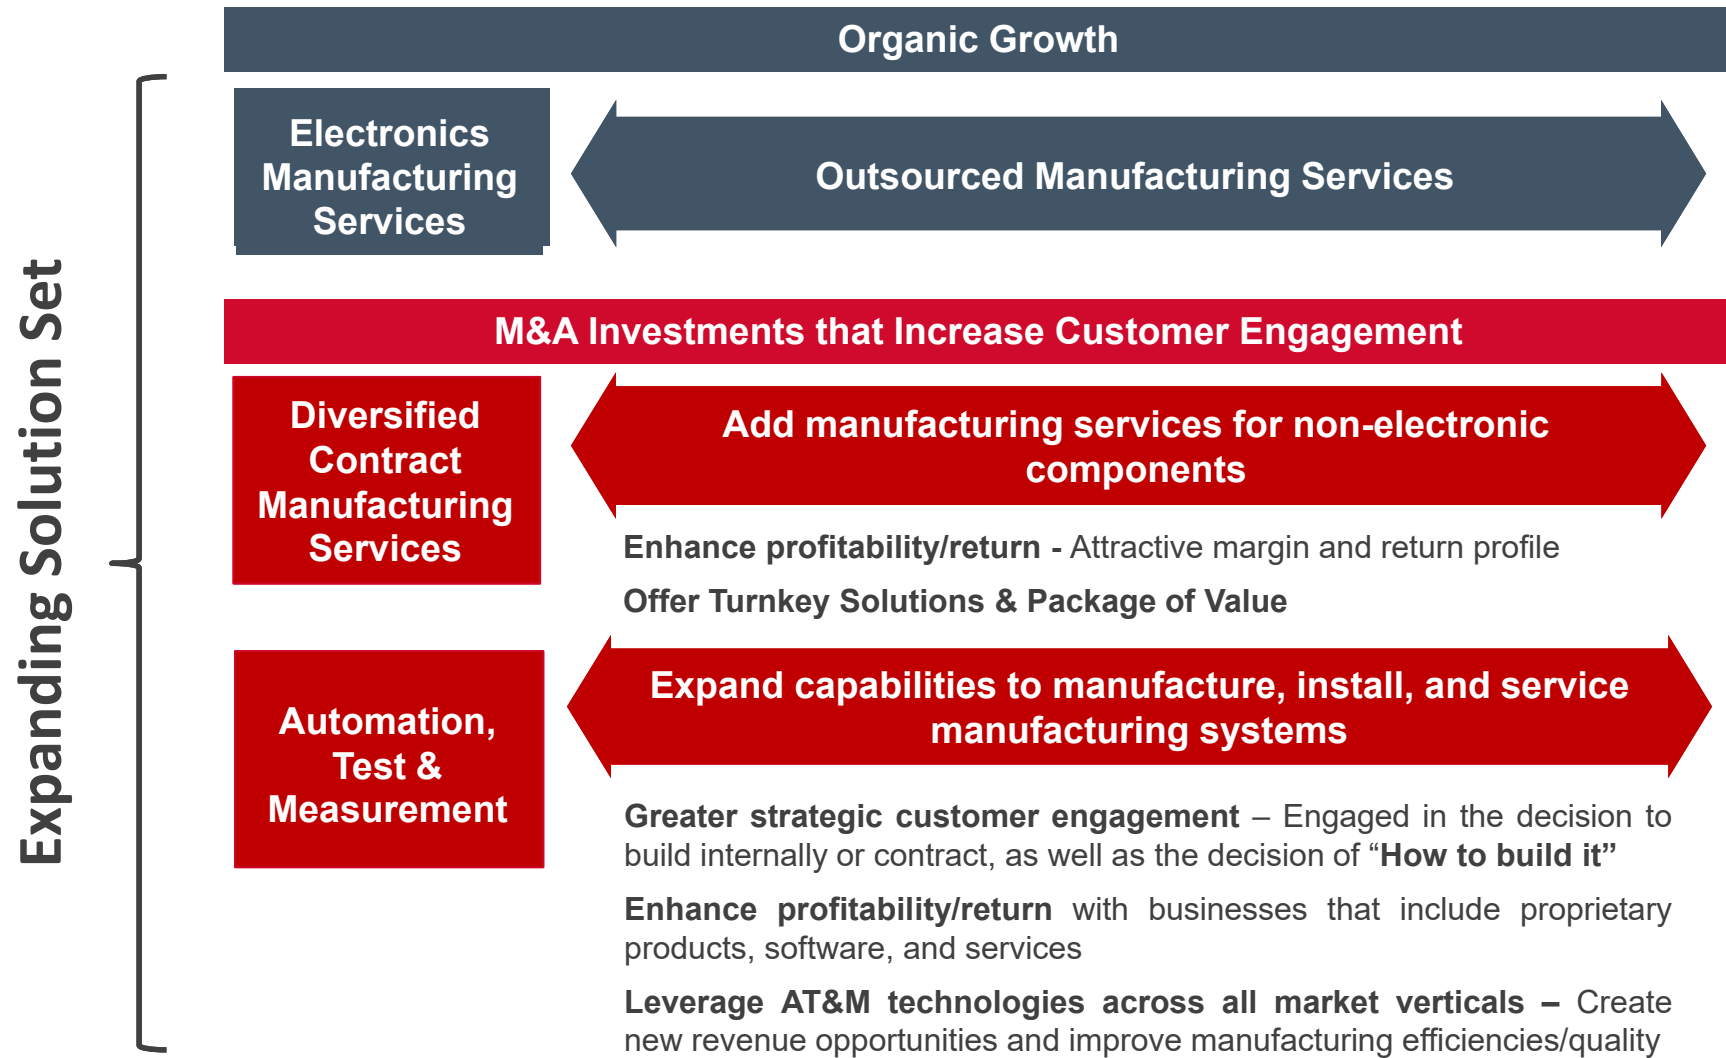 Organic Growth
Electronics
Manufacturing
Services
Outsourced Manufacturing Services
Expanding Solution Set
M&A Investments that Increase Customer Engagement
Diversified
Contract
Manufacturing
Services
Add manufacturing services for non-electronic
components
Enhance profitability/return - Attractive margin and return profile
Offer Turnkey Solutions & Package of Value
Automation,
Test &
Measurement
Expand capabilities to manufacture, install, and service
manufacturing systems
Greater strategic customer engagement – Engaged in the decision to
build internally or contract, as well as the decision of “How to build it”
Enhance profitability/return with businesses that include proprietary
products, software, and services
Leverage AT&M technologies across all market verticals – Create
new revenue opportunities and improve manufacturing efficiencies/quality